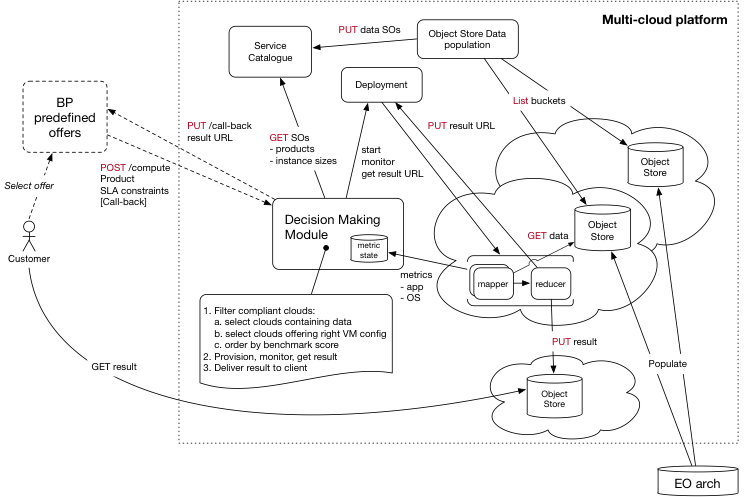 Multi-cloud platform
PUT data SOs
Object Store Data
population
Service
Catalogue
Deployment
List buckets
BP
predefined
offers
PUT /call-back
result URL
GET SOs
- products
- instance sizes
start
monitor
get result URL
PUT result URL
POST /compute
Product
SLA constraints
[Call-back]
Select offer
Customer
Object
Store
Object
Store
Decision Making
Module
metric
state
GET data
metrics
- app
- OS
mapper
reducer
1. Filter compliant clouds:
a. select clouds containing data
b. select clouds offering right VM config
c. order by benchmark score
2. Provision, monitor, get result
3. Deliver result to client
PUT result
GET result
Populate
Object
Store
EO arch